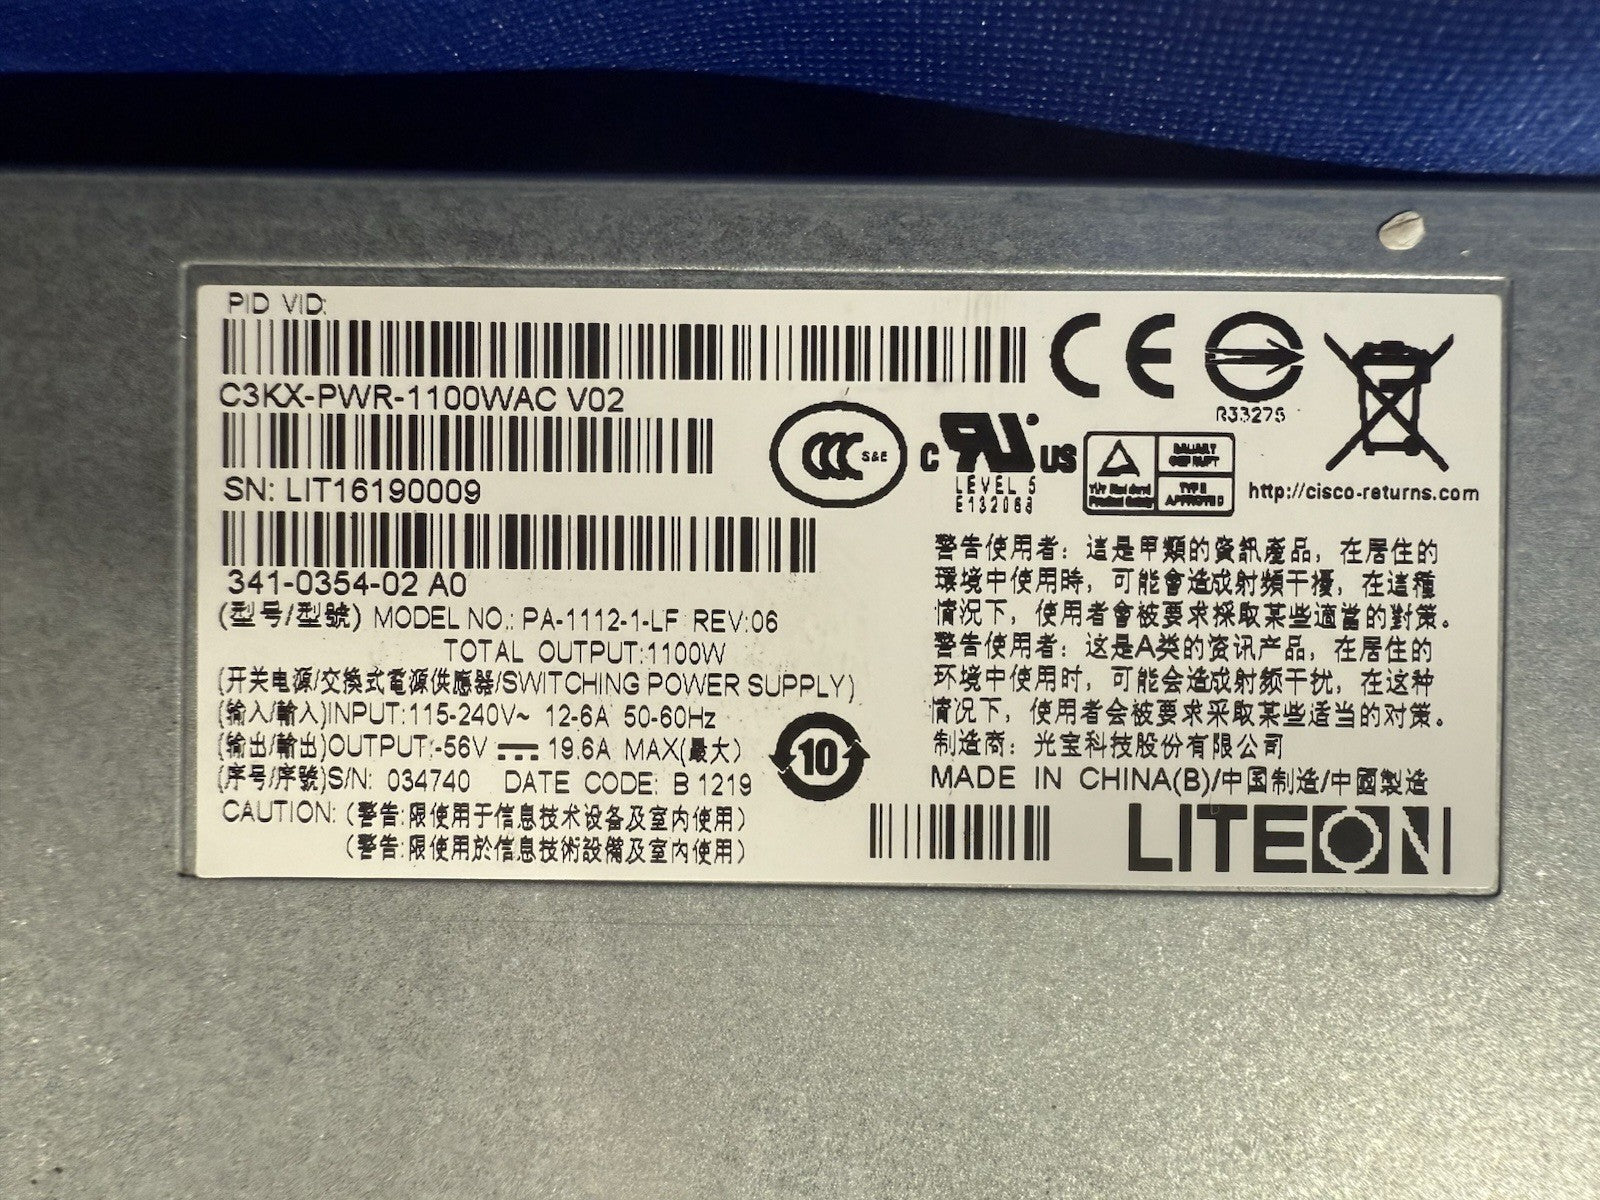 PID VID:
C3KX-PWR-1100WAC V02
SN: LIT16190009
341-0354-02 A0
(型号/型號) MODEL NO.: PA-1112-1-LF REV:06
TOTAL OUTPUT:1100W
(开关电源/交換式電源供應器/SWITCHING POWER SUPPLY)
(输入/輸入)INPUT:115-240V~ 12-6A 50-60Hz
(输出/輸出)OUTPUT:-56V ⎓ 19.6A MAX(最大)
(序号/序號)S/N: 034740 DATE CODE: B 1219
CAUTION: (警告:限使用于信息技术设备及室内使用)
(警告:限使用於信息技術設備及室內使用)
10
CE
R33275
CCC S&E
C RU US
LEVEL 5
E132068
TYPE
APPROVED
http://cisco-returns.com
警告使用者: 這是甲類的資訊產品, 在居住的
環境中使用時, 可能會造成射頻干擾, 在這種
情況下, 使用者會被要求採取某些適當的對策。
警告使用者: 这是A类的资讯产品, 在居住的
环境中使用时, 可能会造成射频干扰, 在这种
情况下, 使用者会被要求采取某些适当的对策。
制造商: 光宝科技股份有限公司
MADE IN CHINA(B)/中国制造/中國製造
LITEON